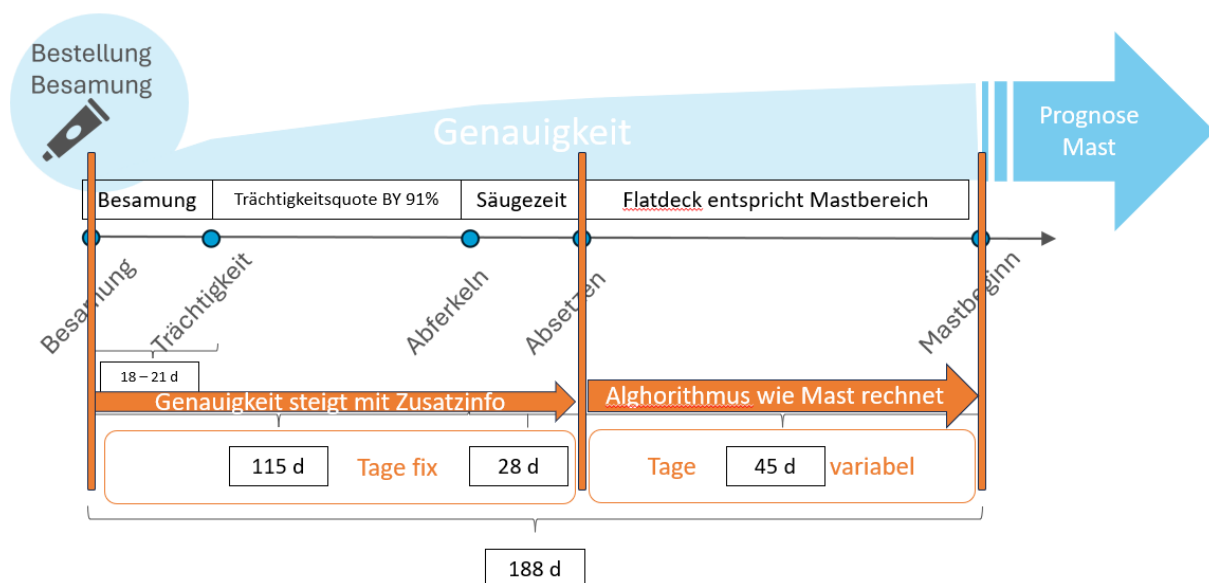 Bestellung
Besamung
Genauigkeit
Prognose
Mast
Besamung
Trächtigkeitsquote BY 91%
Säugezeit
Flatdeck entspricht Mastbereich
Besamung
Trächtigkeit
Abferkeln
Absetzen
Mastbeginn
18 – 21 d
Genauigkeit steigt mit Zusatzinfo
Alghorithmus wie Mast rechnet
115 d
Tage fix
28 d
Tage
45 d
variabel
188 d